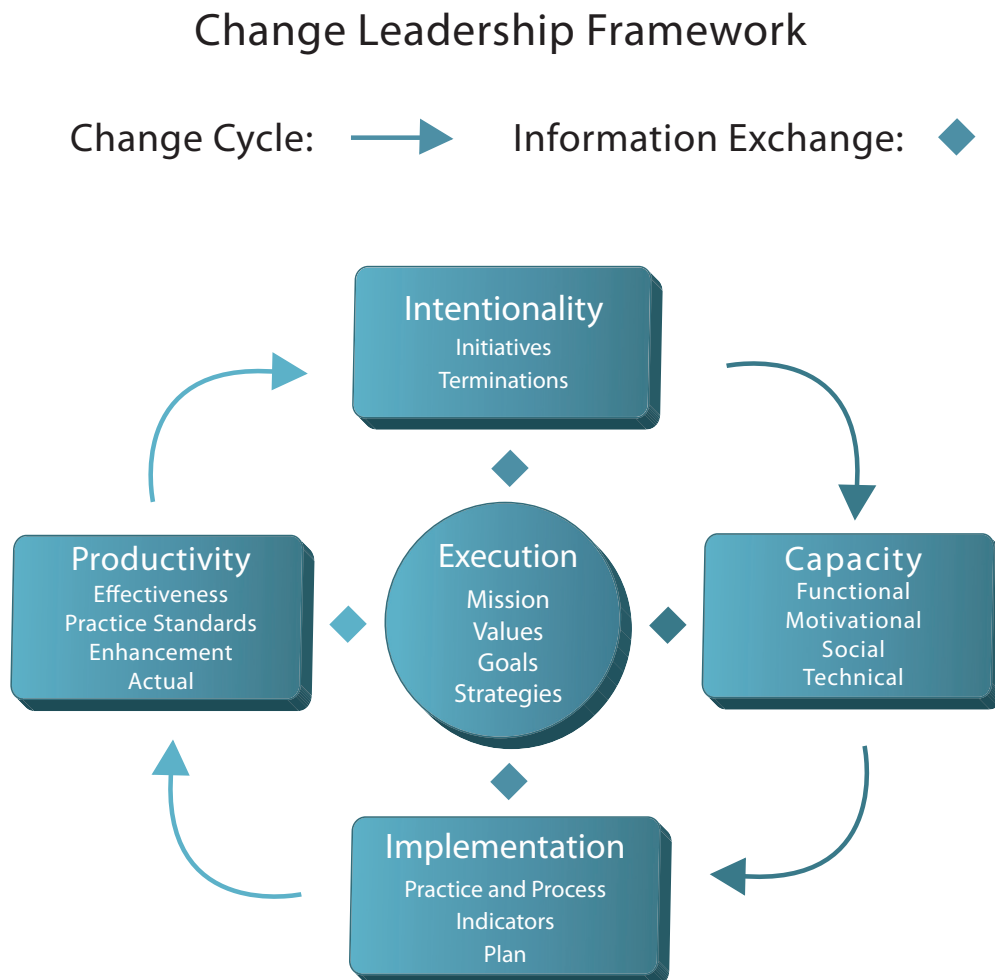 Change Leadership Framework
Change Cycle:
Information Exchange:
Intentionality
Initiatives
Terminations
Productivity
Effectiveness
Practice Standards
Enhancement
Actual
Execution
Mission
Values
Goals
Strategies
Capacity
Functional
Motivational
Social
Technical
Implementation
Practice and Process
Indicators
Plan